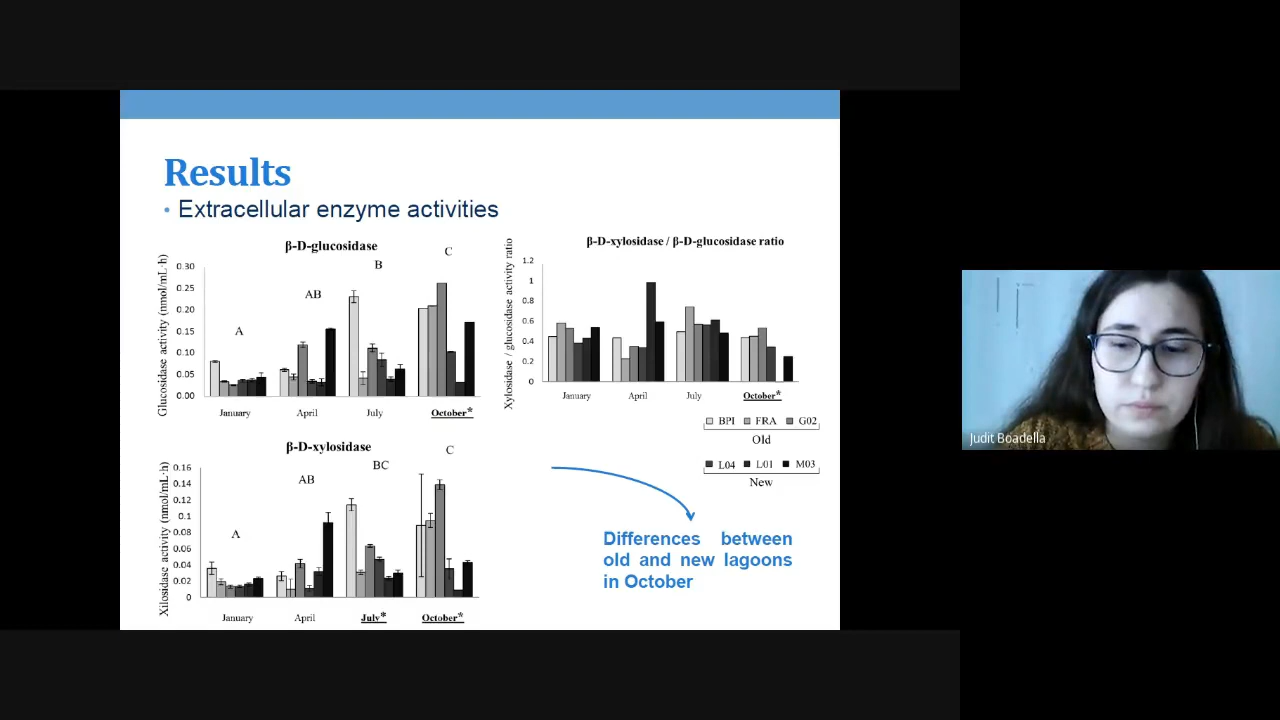 Results
• Extracellular enzyme activities
β-D-glucosidase
Glucosidase activity (nmol/mL·h)
0.30
0.25
0.20
0.15
0.10
0.05
0.00
A
AB
B
C
January
April
July
October*
β-D-xylosidase / β-D-glucosidase ratio
Xylosidase / glucosidase activity ratio
1.2
1
0.8
0.6
0.4
0.2
0
January
April
July
October*
BPI FRA G02
Old
L04 L01 M03
New
β-D-xylosidase
Xilosidase activity (nmol/mL·h)
0.16
0.14
0.12
0.1
0.08
0.06
0.04
0.02
0
A
AB
BC
C
January
April
July*
October*
Differences between
old and new lagoons
in October
Judit Boadella